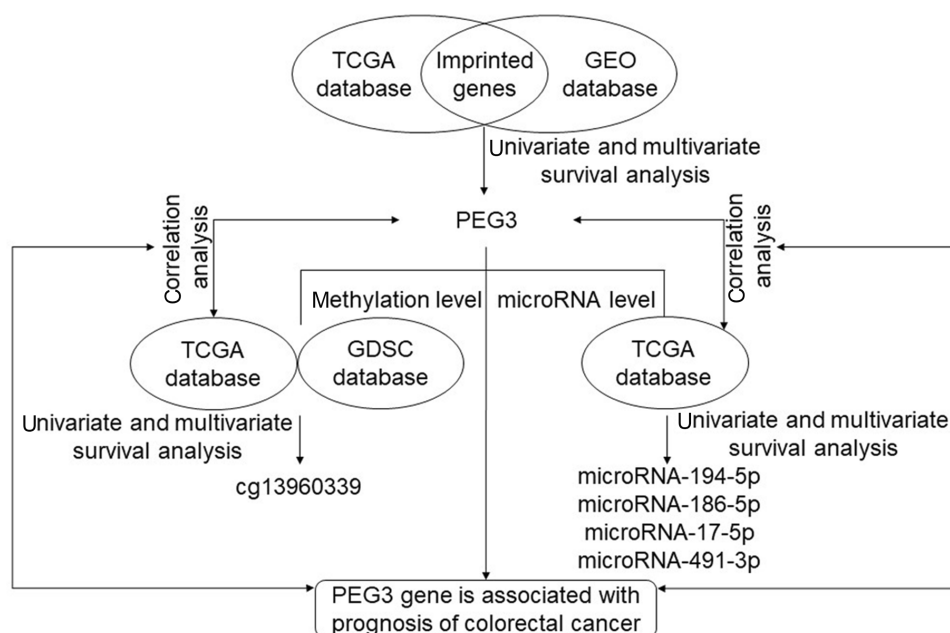 TCGA
database
Imprinted
genes
GEO
database
Univariate and multivariate
survival analysis
Correlation
analysis
PEG3
Correlation
analysis
Methylation level
microRNA level
TCGA
database
GDSC
database
TCGA
database
Univariate and multivariate
survival analysis
Univariate and multivariate
survival analysis
cg13960339
microRNA-194-5p
microRNA-186-5p
microRNA-17-5p
microRNA-491-3p
PEG3 gene is associated with
prognosis of colorectal cancer